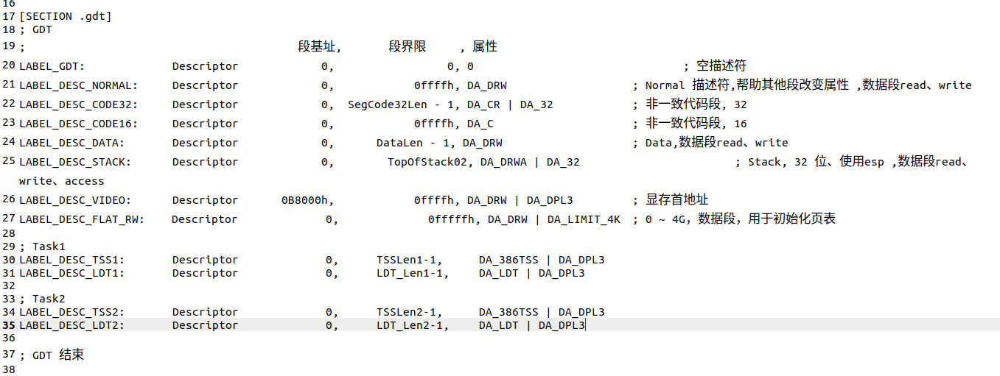 16
17 [SECTION .gdt]
18 ; GDT
19 ; 段基址, 段界限 , 属性
20 LABEL_GDT: Descriptor 0, 0, 0 ; 空描述符
21 LABEL_DESC_NORMAL: Descriptor 0, 0ffffh, DA_DRW ; Normal 描述符,帮助其他段改变属性 ,数据段read、write
22 LABEL_DESC_CODE32: Descriptor 0, SegCode32Len - 1, DA_CR | DA_32 ; 非一致代码段, 32
23 LABEL_DESC_CODE16: Descriptor 0, 0ffffh, DA_C ; 非一致代码段, 16
24 LABEL_DESC_DATA: Descriptor 0, DataLen - 1, DA_DRW ; Data,数据段read、write
25 LABEL_DESC_STACK: Descriptor 0, TopOfStack02, DA_DRWA | DA_32 ; Stack, 32 位、使用esp ,数据段read、
write、access
26 LABEL_DESC_VIDEO: Descriptor 0B8000h, 0ffffh, DA_DRW | DA_DPL3 ; 显存首地址
27 LABEL_DESC_FLAT_RW: Descriptor 0, 0fffffh, DA_DRW | DA_LIMIT_4K ; 0 ~ 4G，数据段，用于初始化页表
28
29 ; Task1
30 LABEL_DESC_TSS1: Descriptor 0, TSSLen1-1, DA_386TSS | DA_DPL3
31 LABEL_DESC_LDT1: Descriptor 0, LDT_Len1-1, DA_LDT | DA_DPL3
32
33 ; Task2
34 LABEL_DESC_TSS2: Descriptor 0, TSSLen2-1, DA_386TSS | DA_DPL3
35 LABEL_DESC_LDT2: Descriptor 0, LDT_Len2-1, DA_LDT | DA_DPL3
36
37 ; GDT 结束
38